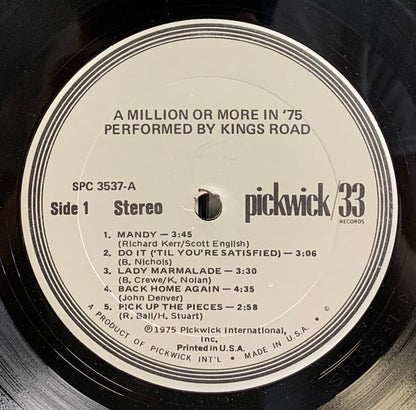 A MILLION OR MORE IN '75
PERFORMED BY KINGS ROAD
SPC 3537-A
Side 1 Stereo
pickwick/33
RECORDS
1. MANDY — 3:45
(Richard Kerr/Scott English)
2. DO IT ('TIL YOU'RE SATISFIED) — 3:06
(B. Nichols)
3. LADY MARMALADE — 3:30
(B. Crewe/K. Nolan)
4. BACK HOME AGAIN — 4:35
(John Denver)
5. PICK UP THE PIECES — 2:58
(R. Ball/H. Stuart)
℗1975 Pickwick International,
Inc.
Printed in U.S.A.
A PRODUCT OF PICKWICK INT'L • MADE IN U.S.A.